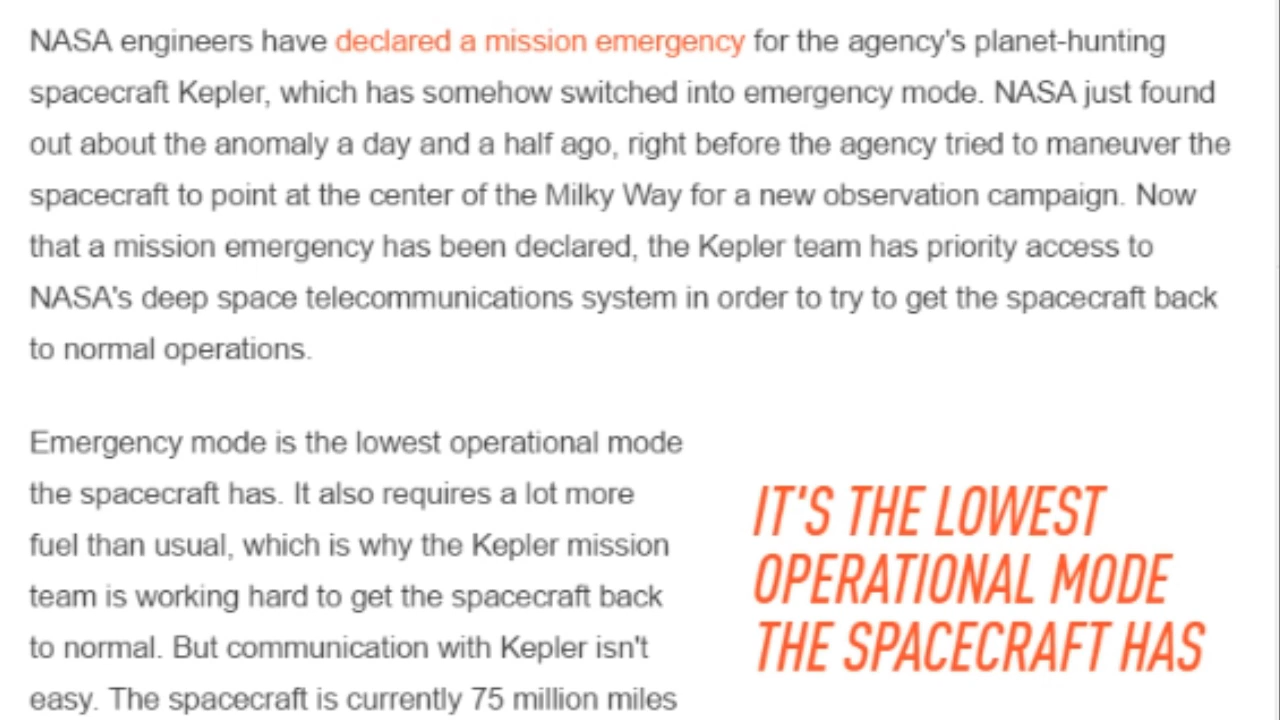 NASA engineers have declared a mission emergency for the agency's planet-hunting
spacecraft Kepler, which has somehow switched into emergency mode. NASA just found
out about the anomaly a day and a half ago, right before the agency tried to maneuver the
spacecraft to point at the center of the Milky Way for a new observation campaign. Now
that a mission emergency has been declared, the Kepler team has priority access to
NASA's deep space telecommunications system in order to try to get the spacecraft back
to normal operations.
Emergency mode is the lowest operational mode
the spacecraft has. It also requires a lot more
fuel than usual, which is why the Kepler mission
team is working hard to get the spacecraft back
to normal. But communication with Kepler isn't
easy. The spacecraft is currently 75 million miles
IT'S THE LOWEST
OPERATIONAL MODE
THE SPACECRAFT HAS